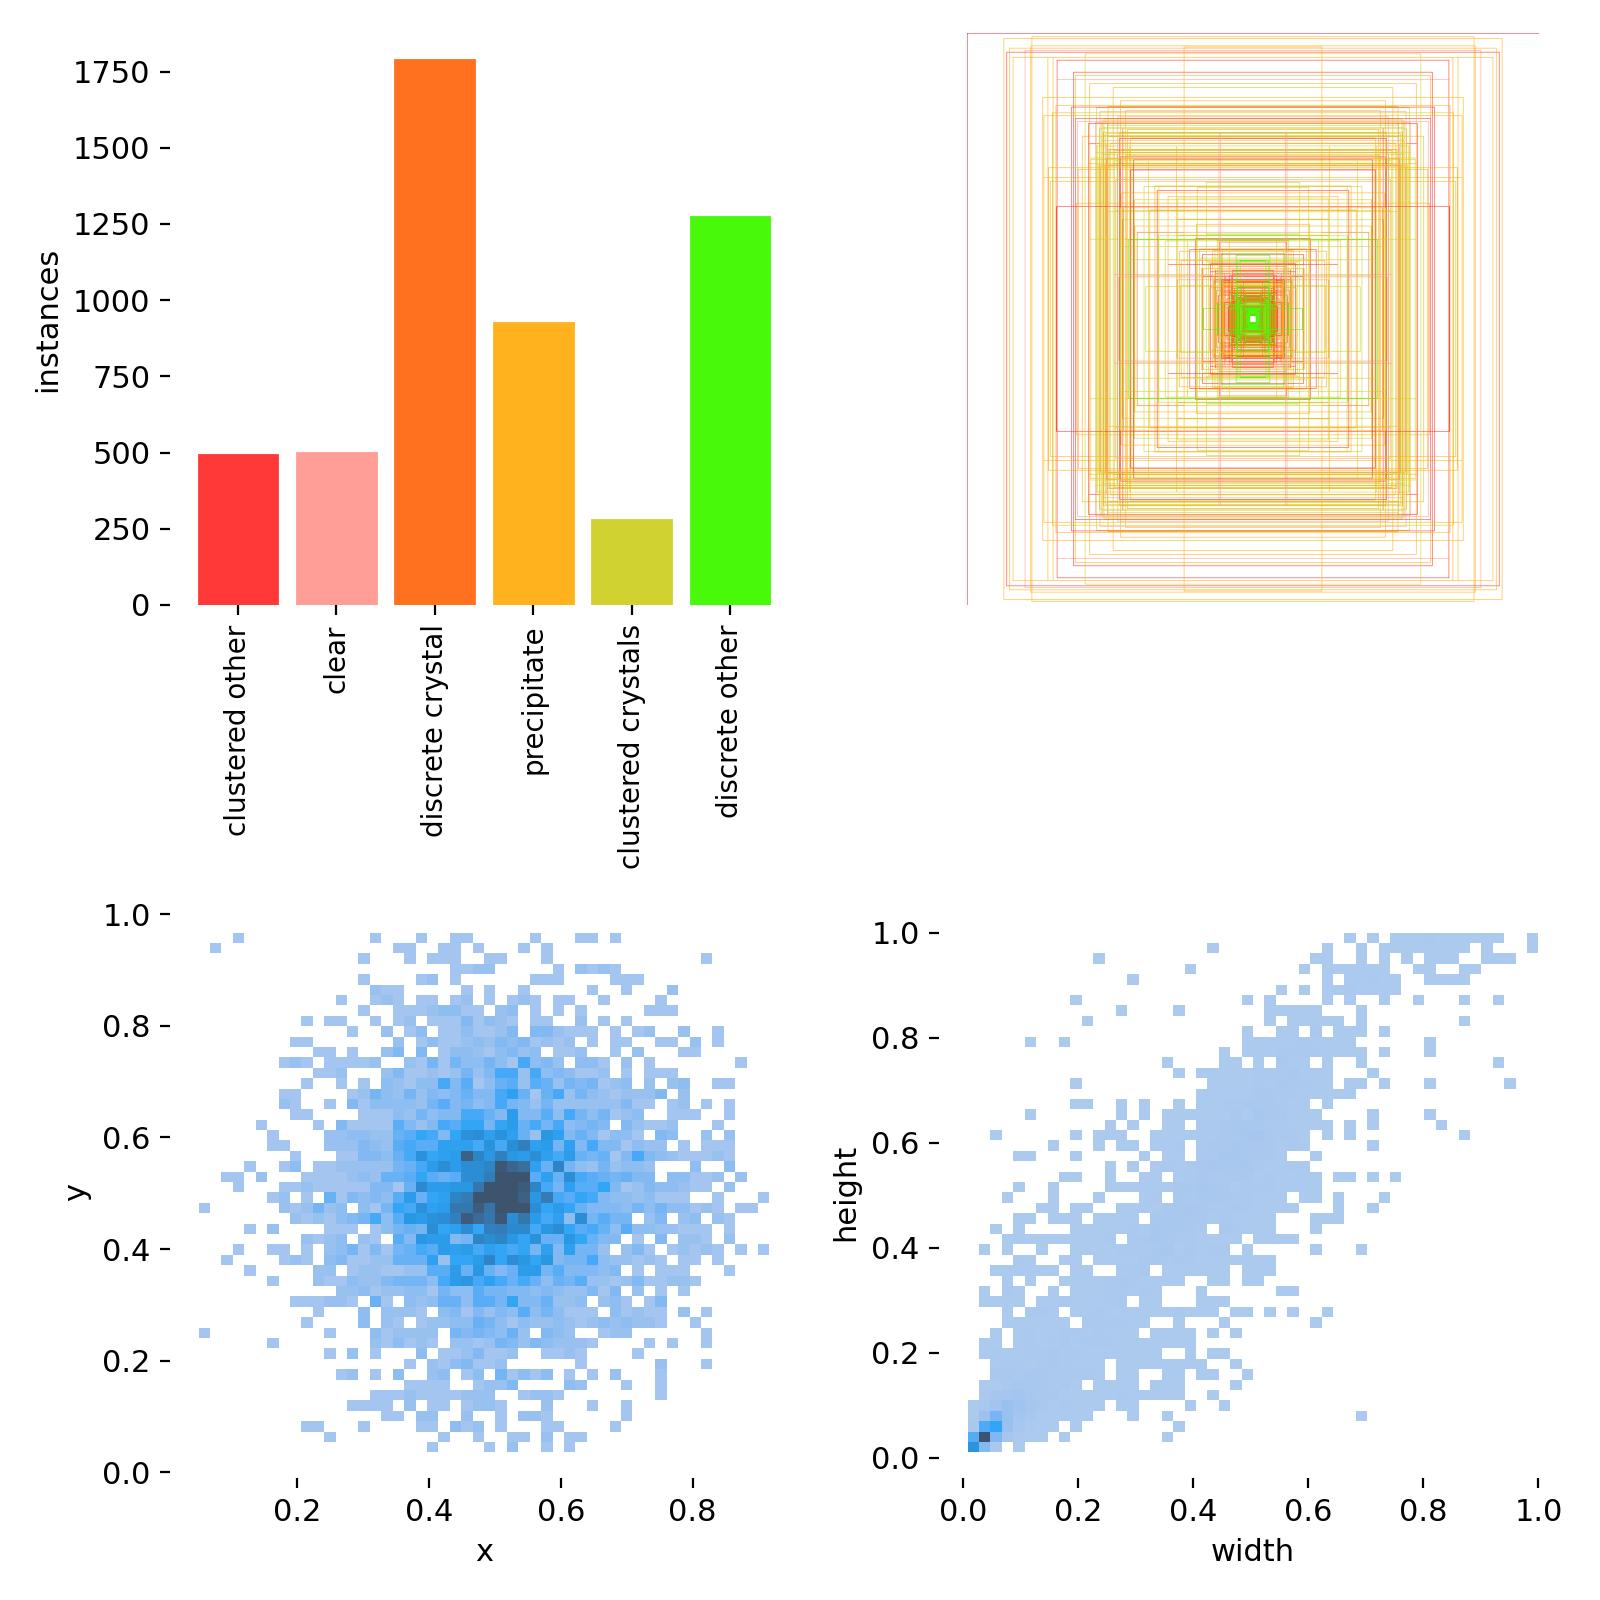 instances
1750
1500
1250
1000
750
500
250
0
clustered other
clear
discrete crystal
precipitate
clustered crystals
discrete other
y
1.0
0.8
0.6
0.4
0.2
0.0
0.2 0.4 0.6 0.8
x
height
1.0
0.8
0.6
0.4
0.2
0.0
0.0 0.2 0.4 0.6 0.8 1.0
width